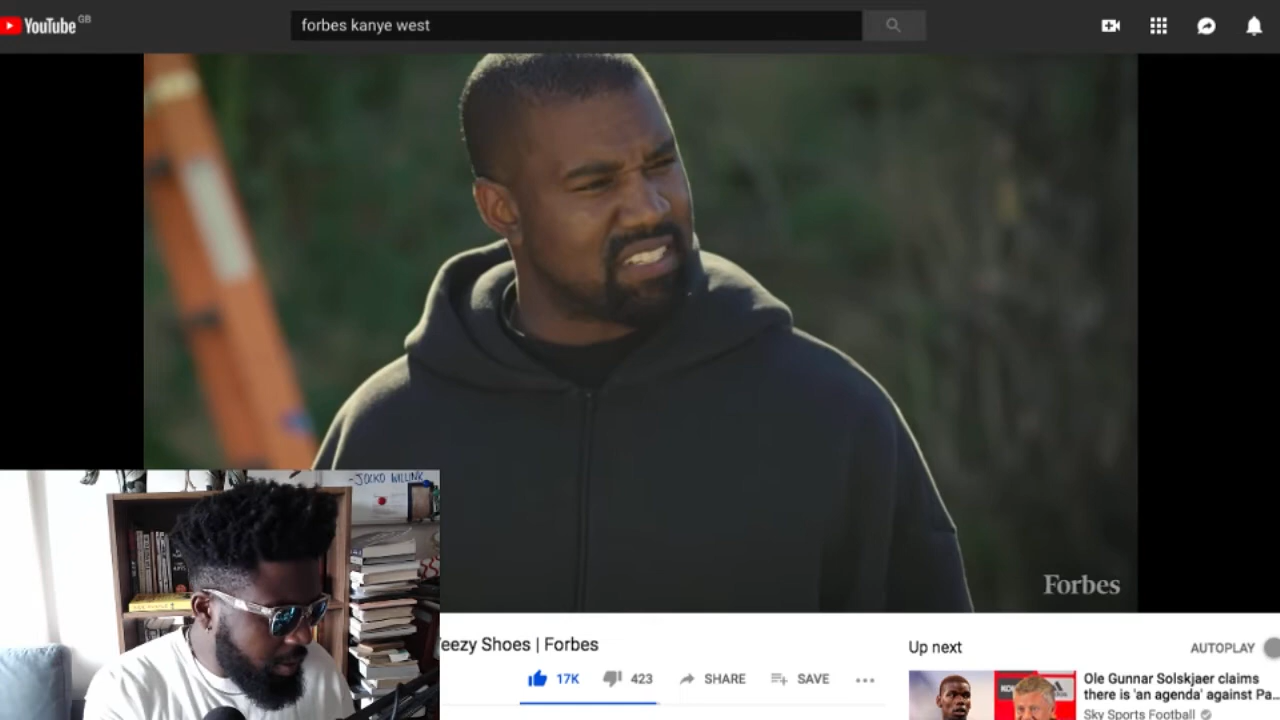 YouTube GB
forbes kanye west
-JOCKO WILLINK
Forbes
eezy Shoes | Forbes
Up next
AUTOPLAY
17K
423
SHARE
SAVE
Ole Gunnar Solskjaer claims
there is 'an agenda' against Pa...
Sky Sports Football